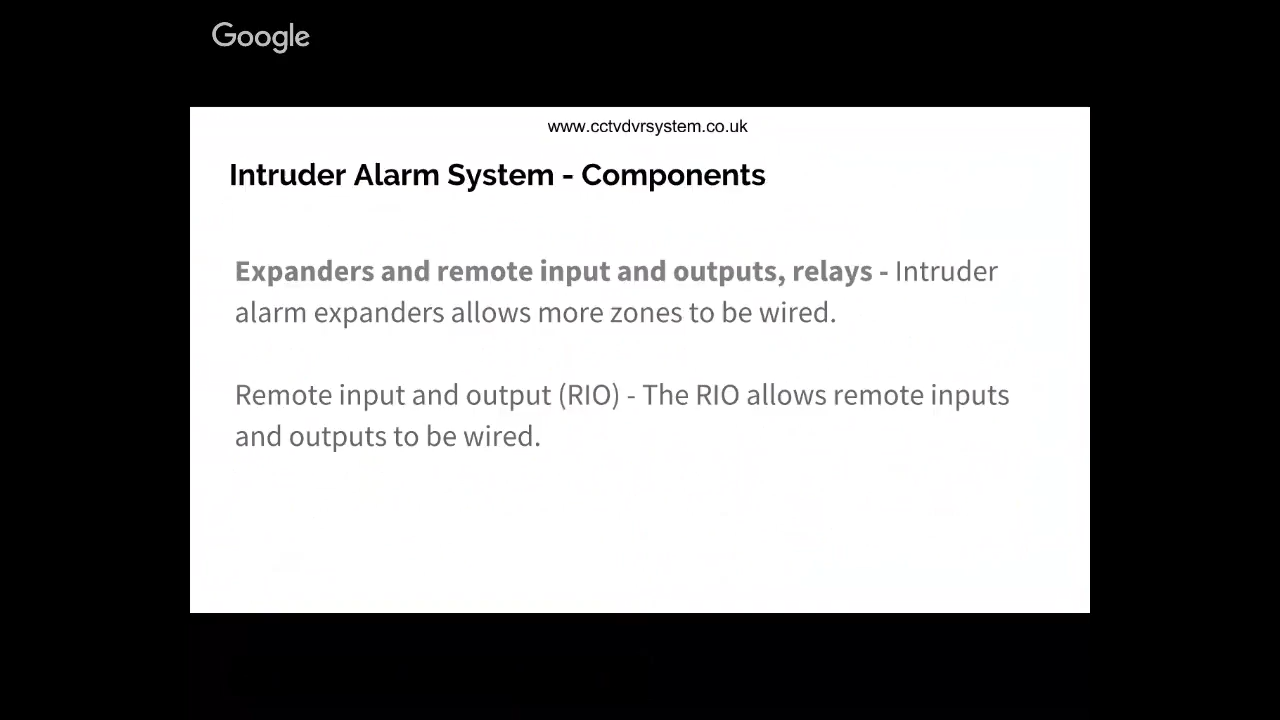 Google
www.cctvdvrsystem.co.uk
Intruder Alarm System - Components
Expanders and remote input and outputs, relays - Intruder
alarm expanders allows more zones to be wired.
Remote input and output (RIO) - The RIO allows remote inputs
and outputs to be wired.